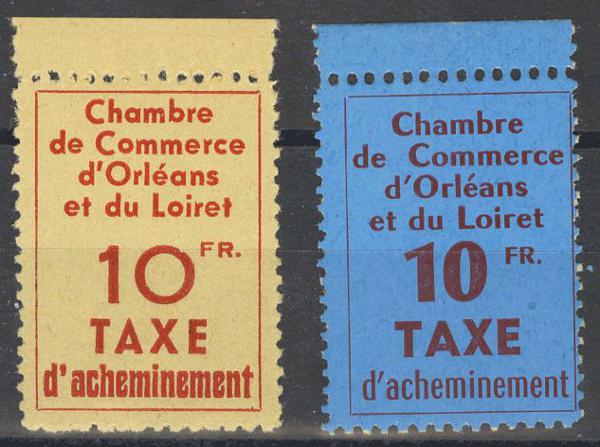 Chambre
de Commerce
d'Orléans
et du Loiret
10 FR.
TAXE
d'acheminement
Chambre
de Commerce
d'Orléans
et du Loiret
10 FR.
TAXE
d'acheminement